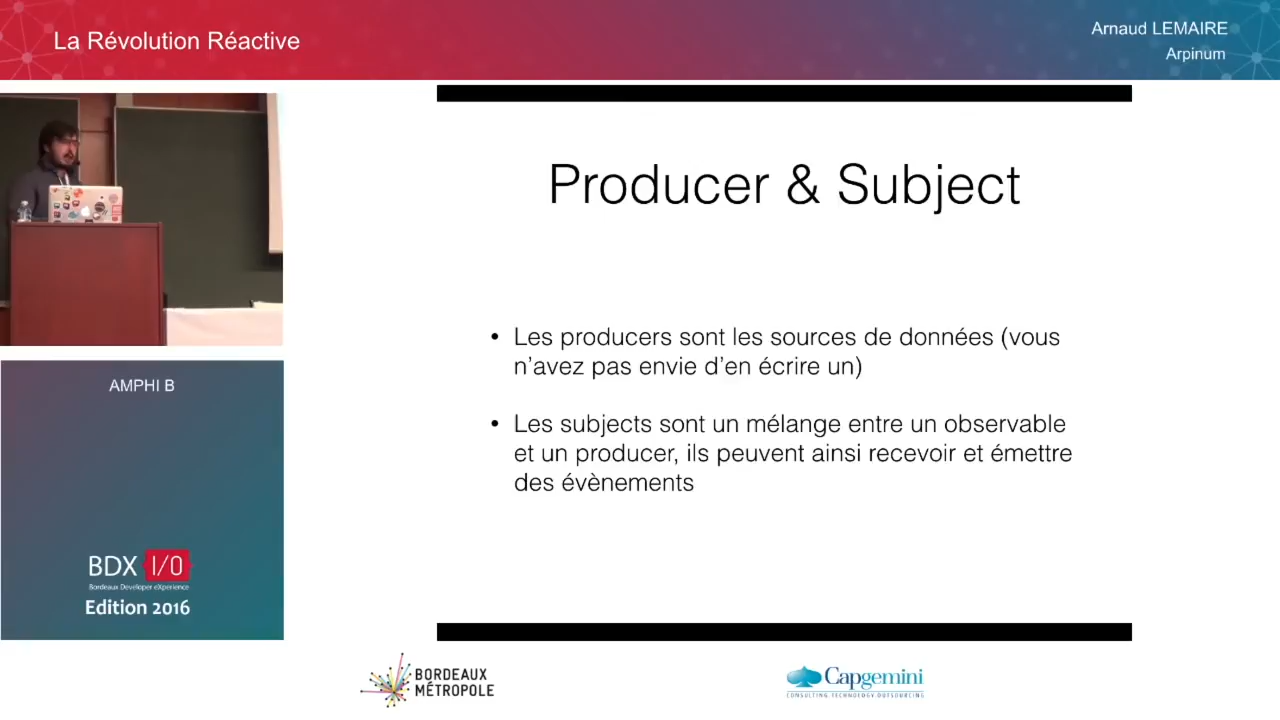 La Révolution Réactive
Arnaud LEMAIRE
Arpinum
Producer & Subject
• Les producers sont les sources de données (vous
n'avez pas envie d'en écrire un)
• Les subjects sont un mélange entre un observable
et un producer, ils peuvent ainsi recevoir et émettre
des évènements
AMPHI B
BDX I/O
Bordeaux Developer eXperience
Edition 2016
BORDEAUX
MÉTROPOLE
Capgemini
CONSULTING.TECHNOLOGY.OUTSOURCING